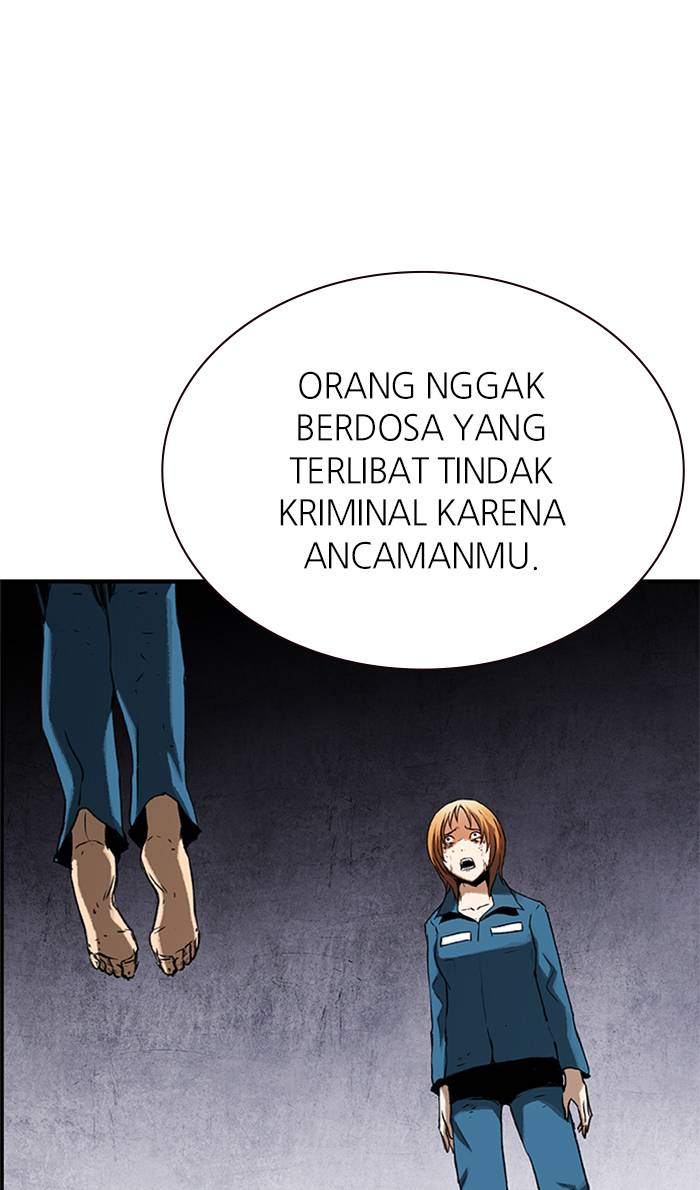 ORANG NGGAK
BERDOSA YANG
TERLIBAT TINDAK
KRIMINAL KARENA
ANCAMANMU.